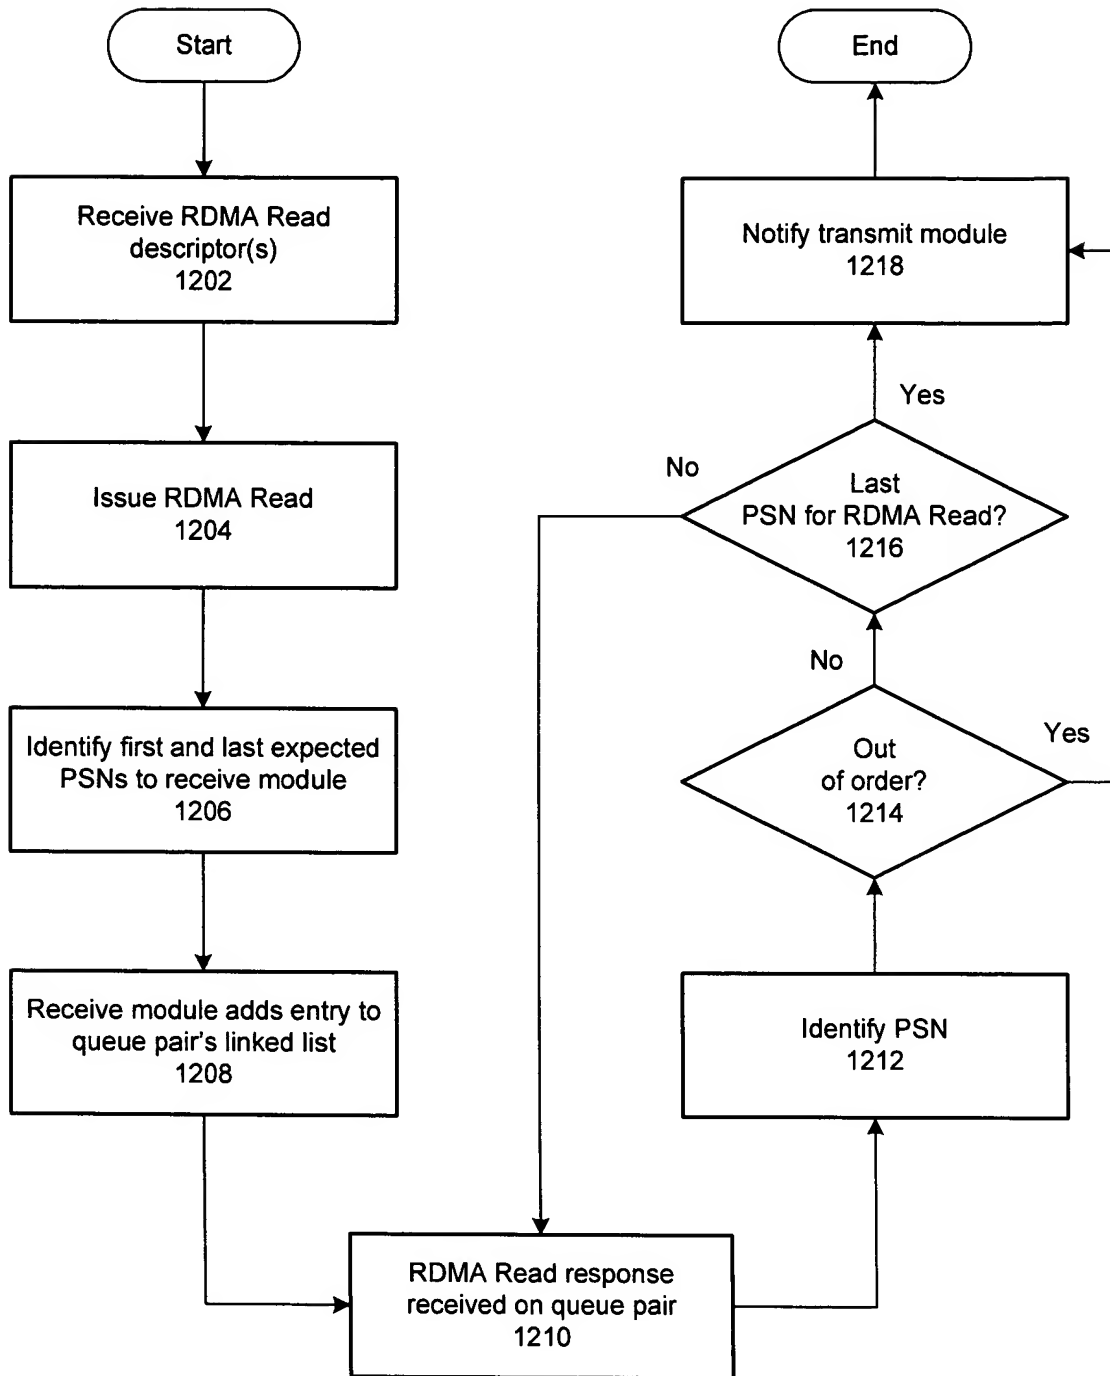 Start
Receive RDMA Read
descriptor(s)
1202
Issue RDMA Read
1204
Identify first and last expected
PSNs to receive module
1206
Receive module adds entry to
queue pair's linked list
1208
RDMA Read response
received on queue pair
1210
Identify PSN
1212
Out
of order?
1214
Yes
No
Last
PSN for RDMA Read?
1216
No
Yes
Notify transmit module
1218
End